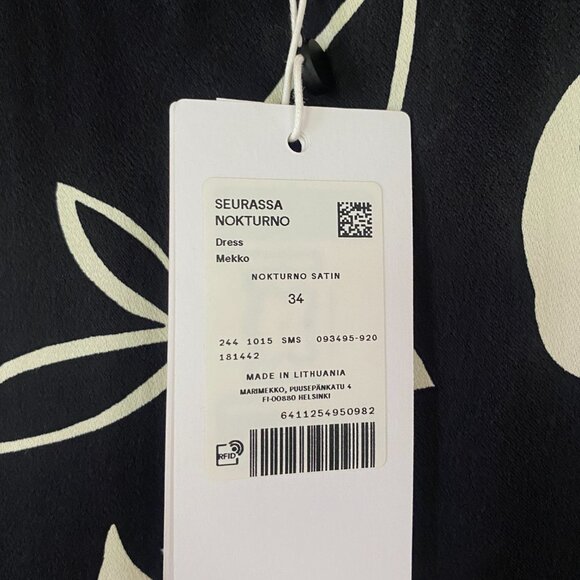 SEURASSA
NOKTURNO
Dress
Mekko
NOKTURNO SATIN
34
244 1015 SMS 093495-920
181442
MADE IN LITHUANIA
MARIMEKKO, PUUSEPÄNKATU 4
FI-00880 HELSINKI
6411254950982
RFID